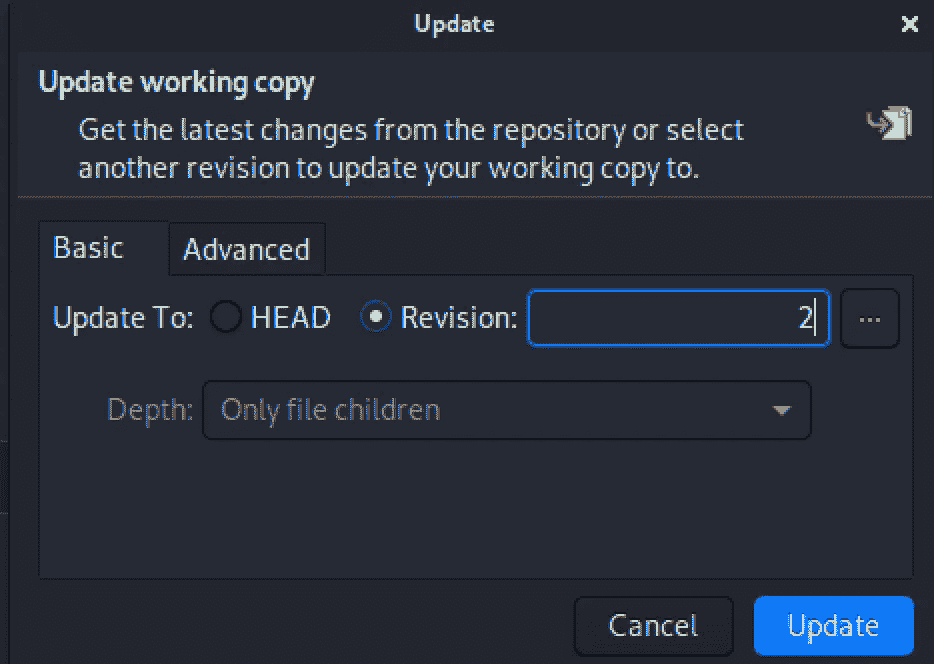 Update
Update working copy
Get the latest changes from the repository or select
another revision to update your working copy to.
Basic Advanced
Update To: HEAD Revision: 2 ...
Depth: Only file children
Cancel Update